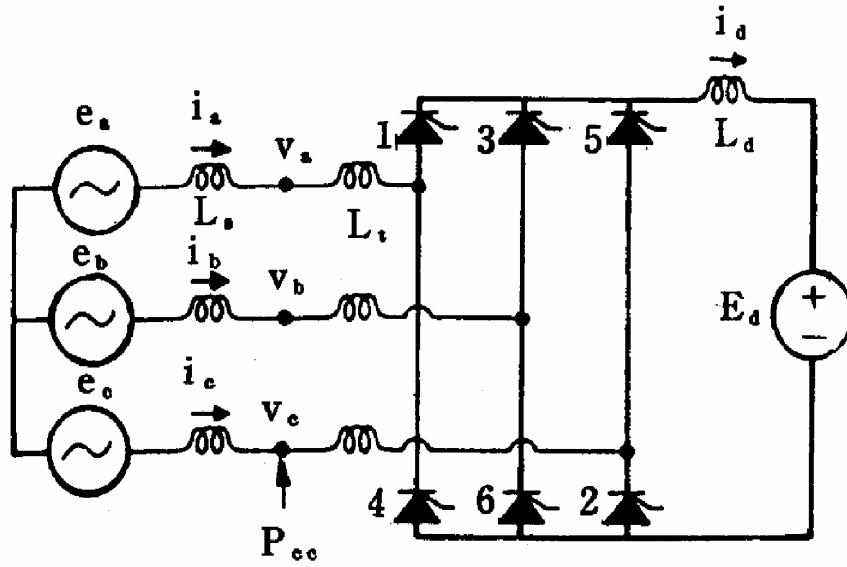 i_d
e_a
i_a
v_a
1
3
5
L_d
L_s
L_t
e_b
i_b
v_b
+
E_d
−
e_c
i_c
v_c
4
6
2
P_cc